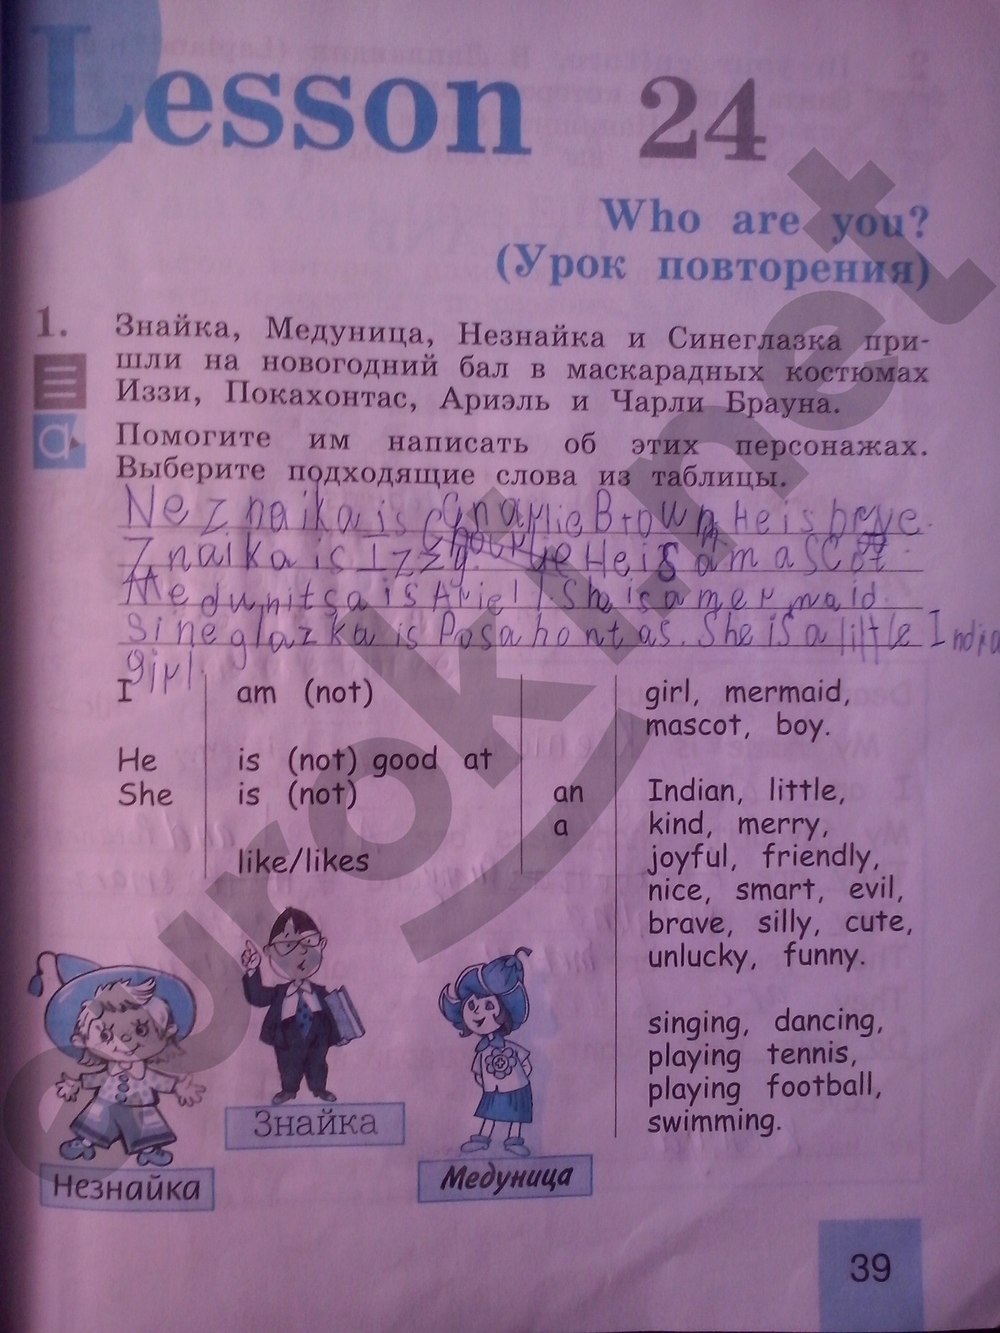 Lesson 24
Who are you?
(Урок повторения)
1. Знайка, Медуница, Незнайка и Синеглазка при-
шли на новогодний бал в маскарадных костюмах
Иззи, Покахонтас, Ариэль и Чарли Брауна.
Помогите им написать об этих персонажах.
Выберите подходящие слова из таблицы.
Neznaika is Charlie Brown. He is
Znaika is Izzy. He is a mascot
Medunitsa is Ariel. She is a mermaid.
Sineglazka is Posahontas. She is a little India
girl.
I am (not) girl, mermaid,
mascot, boy.
He is (not) good at
She is (not) an Indian, little,
a kind, merry,
like/likes joyful, friendly,
nice, smart, evil,
brave, silly, cute,
unlucky, funny.
singing, dancing,
playing tennis,
playing football,
swimming.
Знайка
Медуница
Незнайка
39
euroki.net